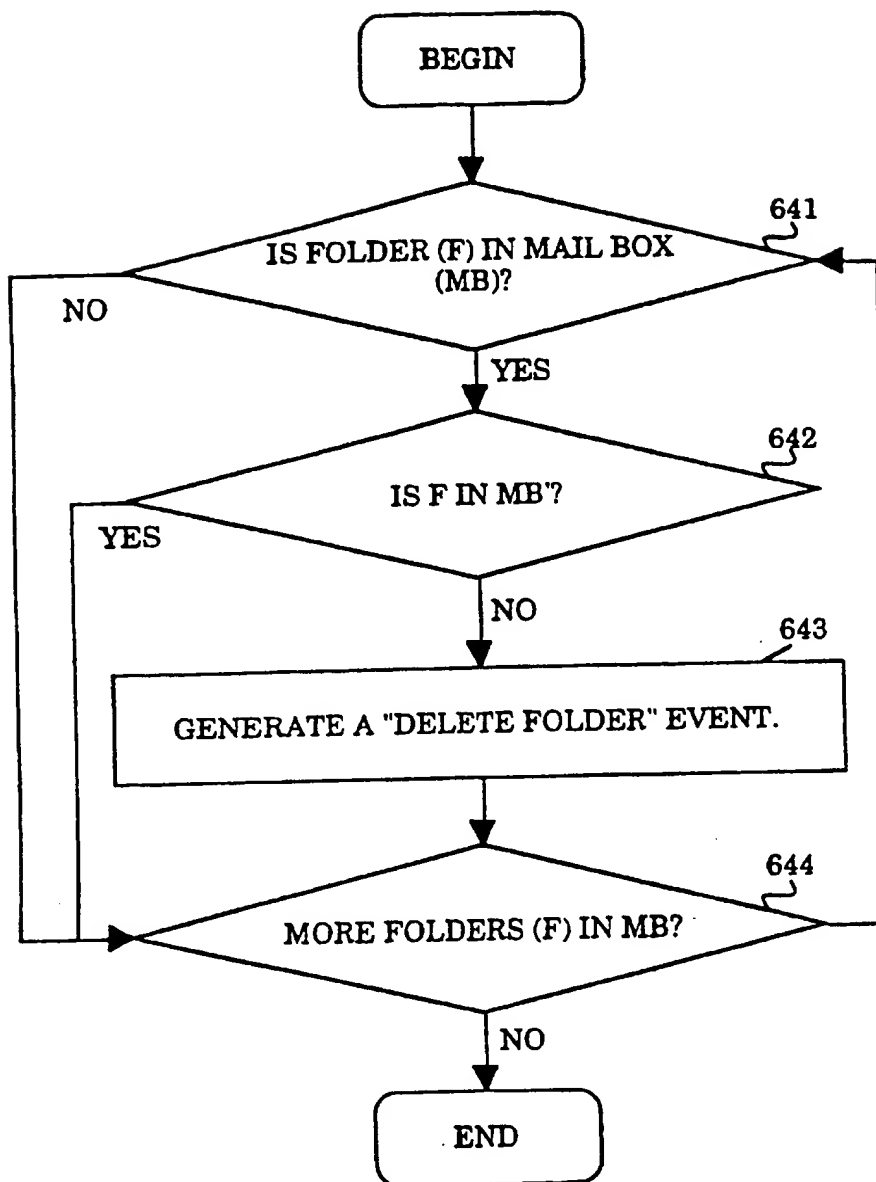 BEGIN
641
IS FOLDER (F) IN MAIL BOX
(MB)?
NO
YES
642
IS F IN MB'?
YES
NO
643
GENERATE A "DELETE FOLDER" EVENT.
644
MORE FOLDERS (F) IN MB?
NO
END